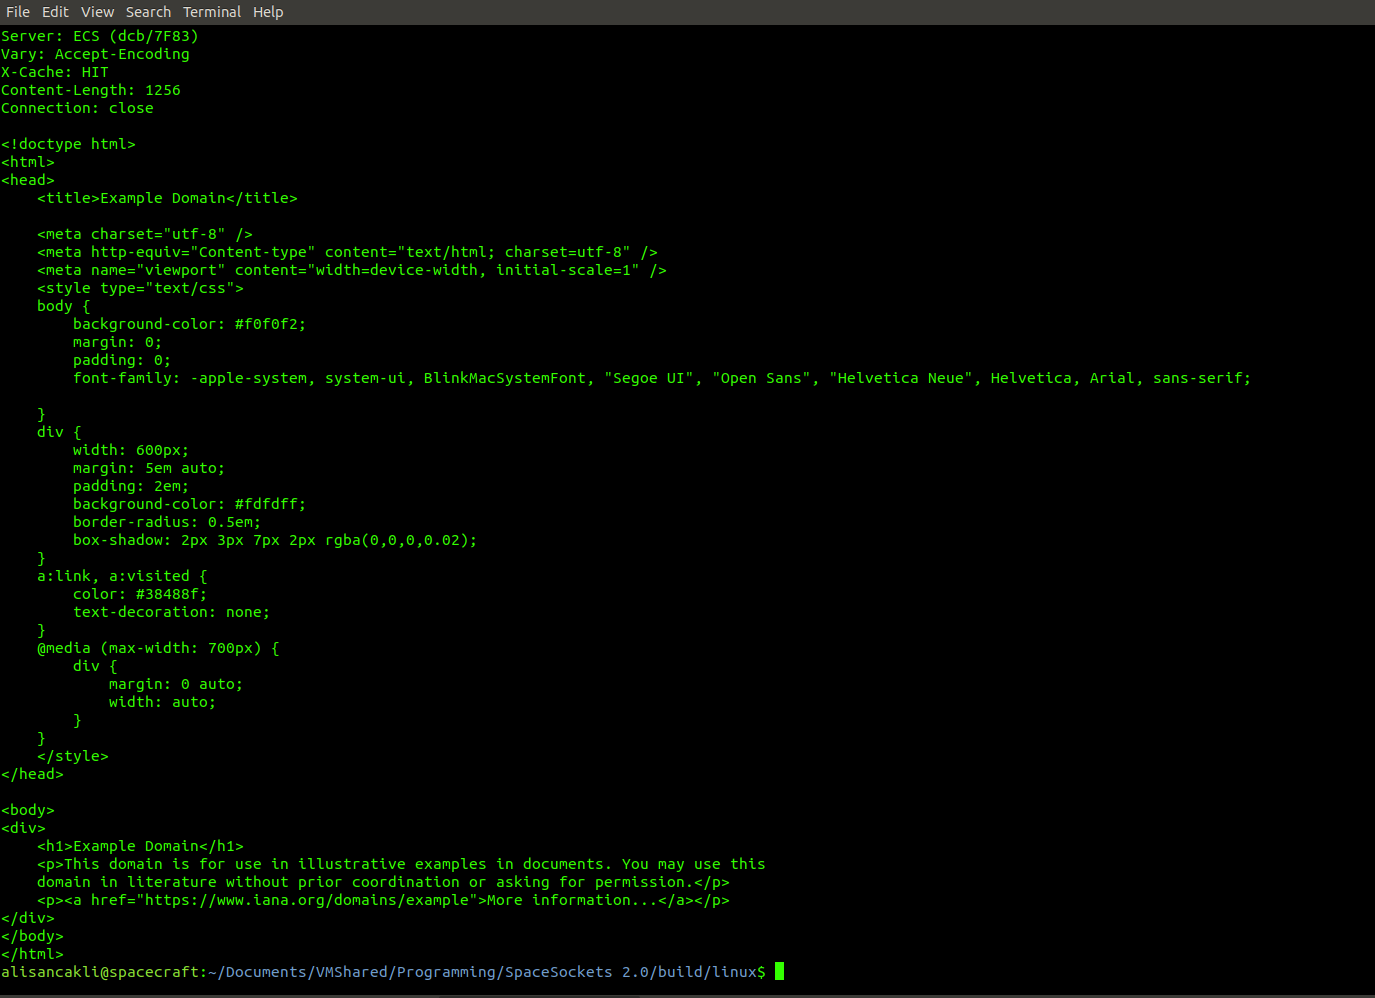 File Edit View Search Terminal Help
Server: ECS (dcb/7F83)
Vary: Accept-Encoding
X-Cache: HIT
Content-Length: 1256
Connection: close

<!doctype html>
<html>
<head>
    <title>Example Domain</title>

    <meta charset="utf-8" />
    <meta http-equiv="Content-type" content="text/html; charset=utf-8" />
    <meta name="viewport" content="width=device-width, initial-scale=1" />
    <style type="text/css">
    body {
        background-color: #f0f0f2;
        margin: 0;
        padding: 0;
        font-family: -apple-system, system-ui, BlinkMacSystemFont, "Segoe UI", "Open Sans", "Helvetica Neue", Helvetica, Arial, sans-serif;

    }
    div {
        width: 600px;
        margin: 5em auto;
        padding: 2em;
        background-color: #fdfdff;
        border-radius: 0.5em;
        box-shadow: 2px 3px 7px 2px rgba(0,0,0,0.02);
    }
    a:link, a:visited {
        color: #38488f;
        text-decoration: none;
    }
    @media (max-width: 700px) {
        div {
            margin: 0 auto;
            width: auto;
        }
    }
    </style>
</head>

<body>
<div>
    <h1>Example Domain</h1>
    <p>This domain is for use in illustrative examples in documents. You may use this
    domain in literature without prior coordination or asking for permission.</p>
    <p><a href="https://www.iana.org/domains/example">More information...</a></p>
</div>
</body>
</html>
alisancakli@spacecraft:~/Documents/VMShared/Programming/SpaceSockets 2.0/build/linux$